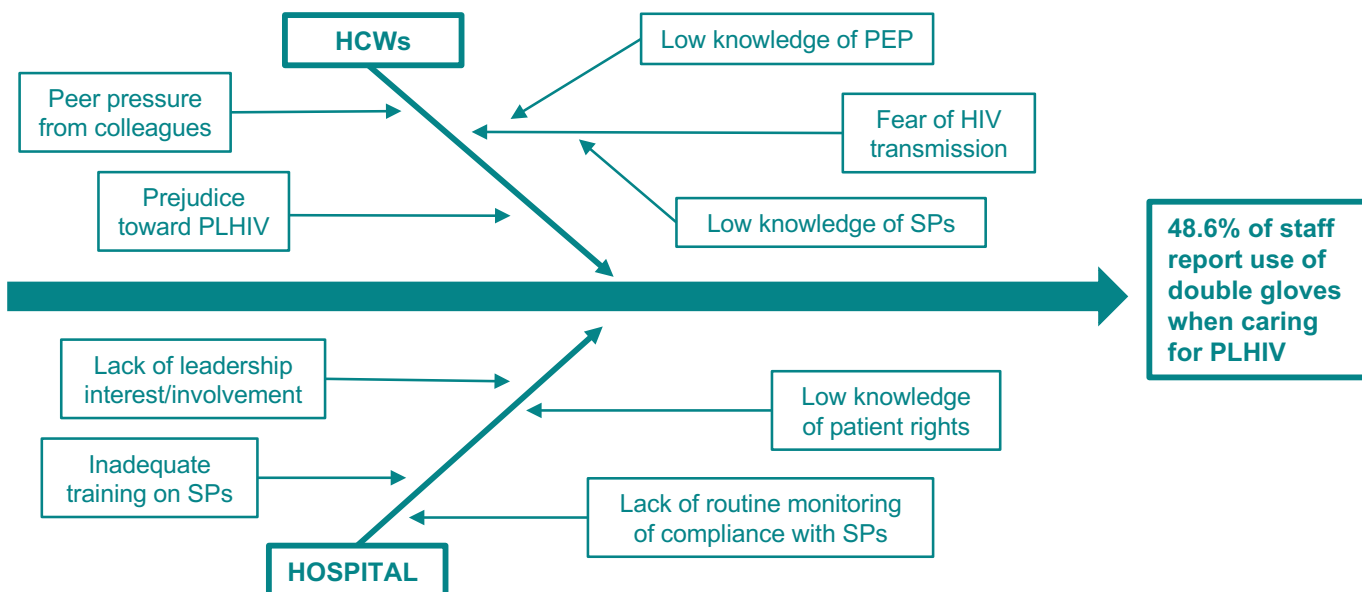 HCWs
Low knowledge of PEP
Peer pressure
from colleagues
Fear of HIV
transmission
Prejudice
toward PLHIV
Low knowledge of SPs
48.6% of staff
report use of
double gloves
when caring
for PLHIV
Lack of leadership
interest/involvement
Low knowledge
of patient rights
Inadequate
training on SPs
Lack of routine monitoring
of compliance with SPs
HOSPITAL